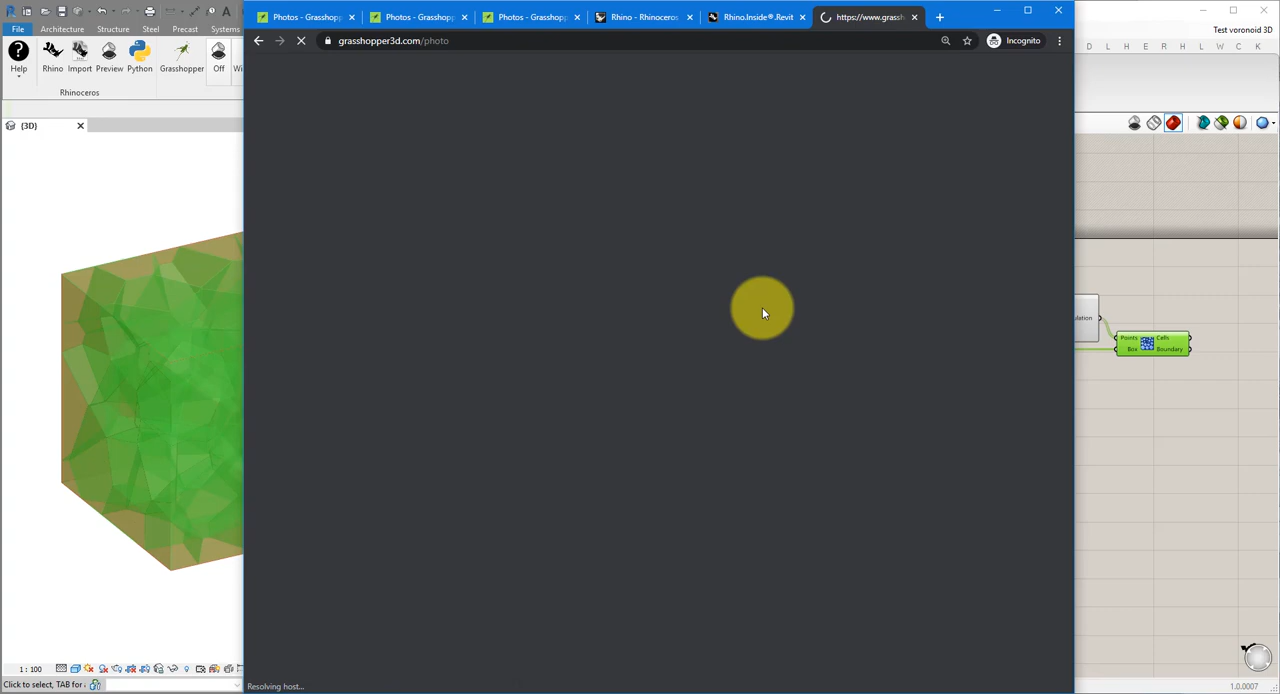 Photos - Grasshopp
Photos - Grasshopp
Photos - Grasshopp
Rhino - Rhinoceros
Rhino.Inside®.Revit
https://www.grassh
grasshopper3d.com/photo
Incognito
File
Architecture
Structure
Steel
Precast
Systems
Help
Rhino
Import
Preview
Python
Grasshopper
Off
Rhinoceros
{3D}
Test voronoid 3D
D
L
H
E
E
R
H
L
H
U
W
C
K
ulation
Points
Cells
Box
Boundary
1 : 100
Click to select, TAB for
Resolving host...
1.0.0007